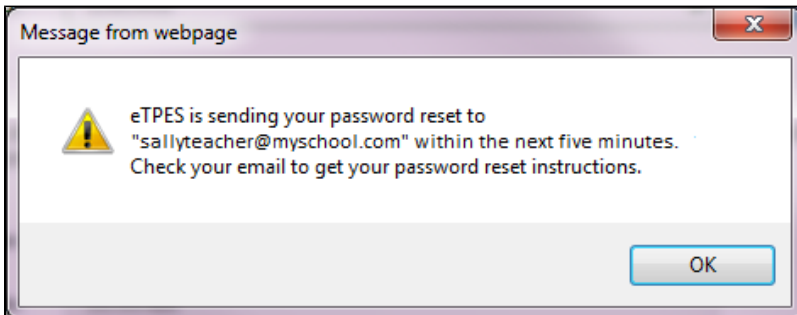 Message from webpage
eTPES is sending your password reset to
"sallyteacher@myschool.com" within the next five minutes.
Check your email to get your password reset instructions.
OK